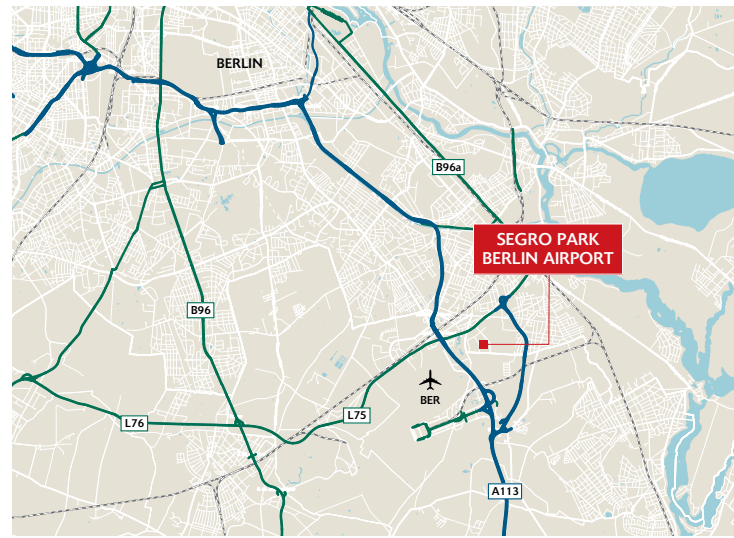 BERLIN
B96a
SEGRO PARK
BERLIN AIRPORT
B96
BER
L75
L76
A113